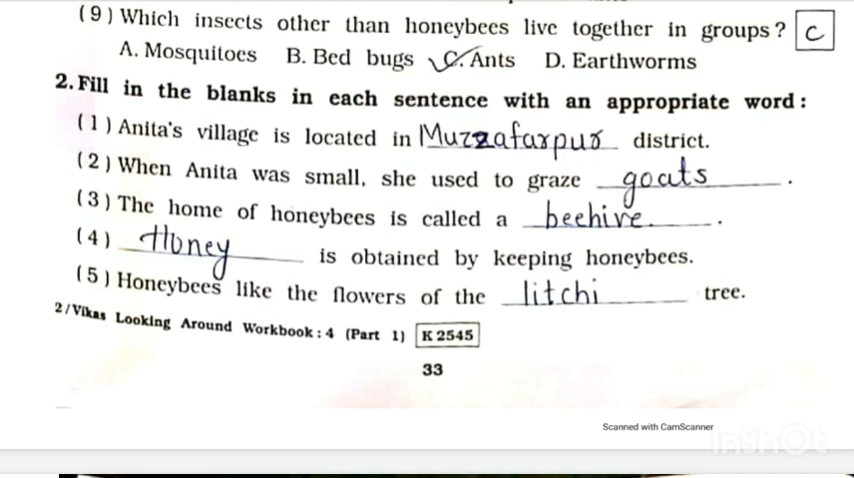 (9) Which insects other than honeybees live together in groups? C
A. Mosquitoes B. Bed bugs C. Ants D. Earthworms
2. Fill in the blanks in each sentence with an appropriate word:
(1) Anita's village is located in Muzzafarpur district.
(2) When Anita was small, she used to graze goats.
(3) The home of honeybees is called a beehive.
(4) Honey is obtained by keeping honeybees.
(5) Honeybees like the flowers of the litchi tree.
2/Vikas Looking Around Workbook: 4 (Part 1) K 2545
33
Scanned with CamScanner
InShOt